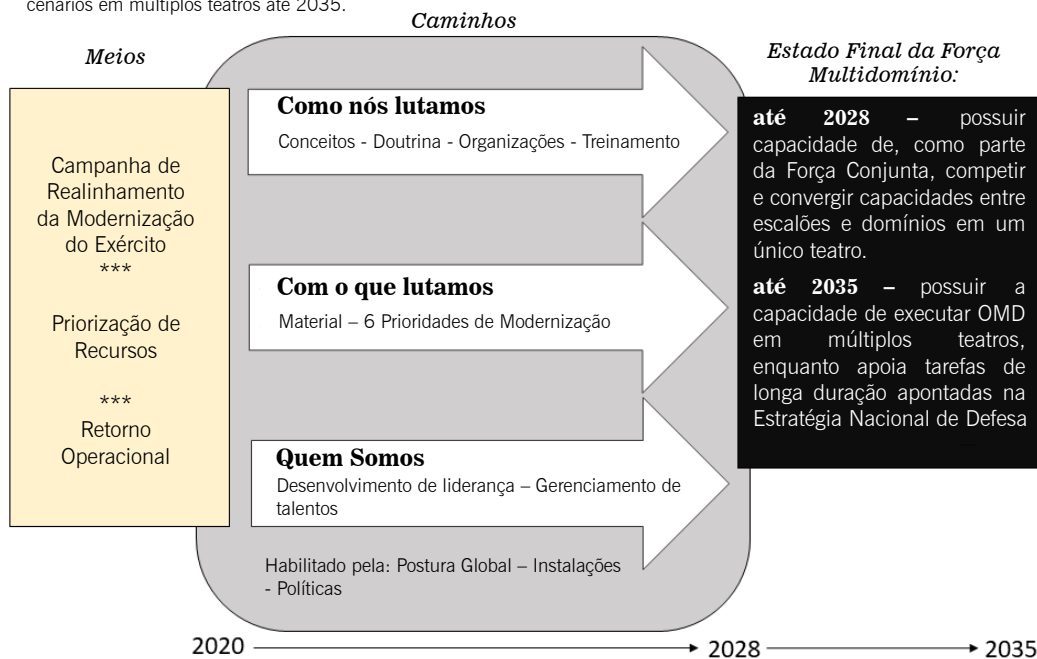 cenários em múltiplos teatros até 2035.
Caminhos
Meios
Estado Final da Força
Multidomínio:
Campanha de
Realinhamento
da Modernização
do Exército
***
Priorização de
Recursos
***
Retorno
Operacional
Como nós lutamos
Conceitos - Doutrina - Organizações - Treinamento
Com o que lutamos
Material – 6 Prioridades de Modernização
Quem Somos
Desenvolvimento de liderança – Gerenciamento de
talentos
Habilitado pela: Postura Global – Instalações
- Políticas
até 2028 – possuir
capacidade de, como parte
da Força Conjunta, competir
e convergir capacidades entre
escalões e domínios em um
único teatro.
até 2035 – possuir a
capacidade de executar OMD
em múltiplos teatros,
enquanto apoia tarefas de
longa duração apontadas na
Estratégia Nacional de Defesa
2020
2028
2035